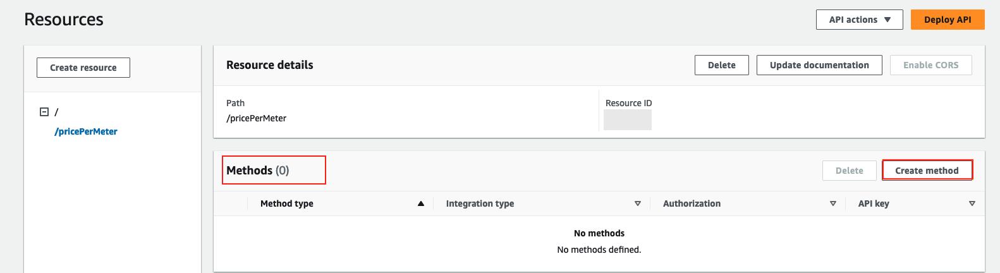 Resources
API actions
Deploy API
Create resource
/
/pricePerMeter
Resource details
Delete
Update documentation
Enable CORS
Path
/pricePerMeter
Resource ID
Methods (0)
Delete
Create method
Method type
Integration type
Authorization
API key
No methods
No methods defined.